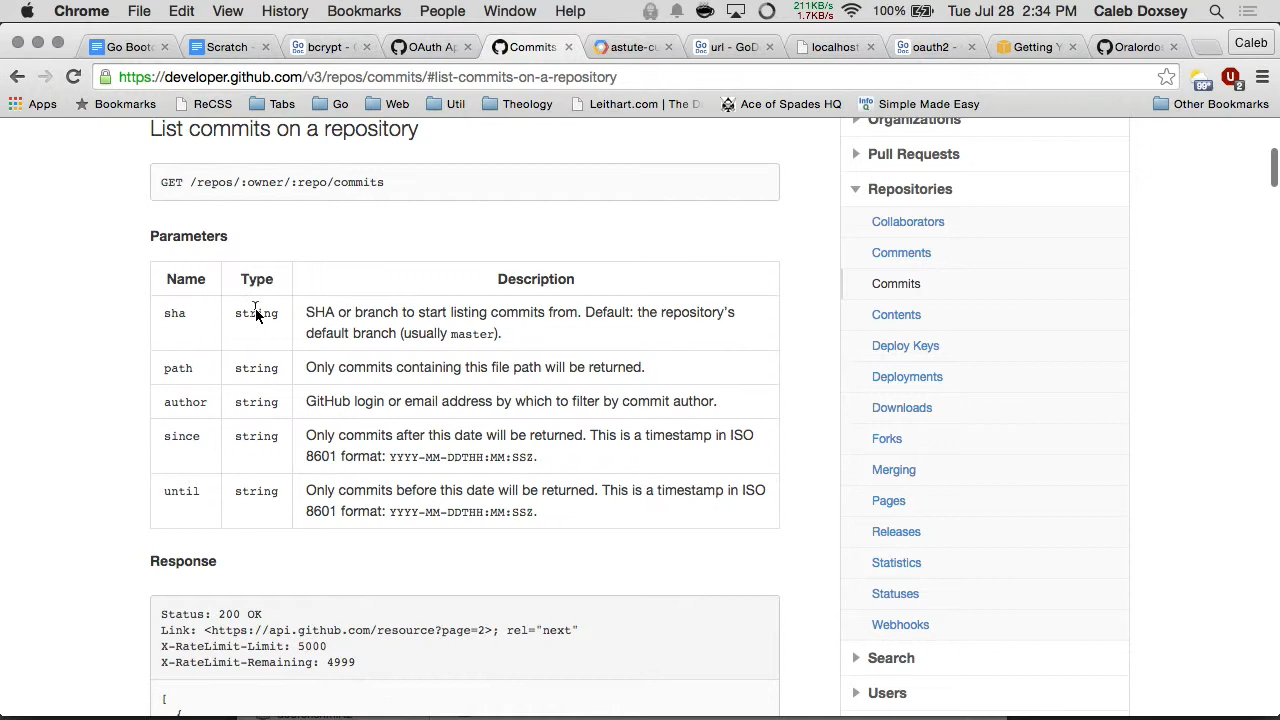 Chrome File Edit View History Bookmarks People Window Help 211KB/s 1.7KB/s 100% Tue Jul 28 2:34 PM Caleb Doxsey
Go Boot Scratch - bcrypt - OAuth Ap Commits astute-cu url - GoD localhost oauth2 - Getting Y Oralordo Caleb
https://developer.github.com/v3/repos/commits/#list-commits-on-a-repository 99° 2
Apps Bookmarks ReCSS Tabs Go Web Util Theology Leithart.com | The D Ace of Spades HQ Info Simple Made Easy Other Bookmarks
List commits on a repository
GET /repos/:owner/:repo/commits
Parameters
Name Type Description
sha string SHA or branch to start listing commits from. Default: the repository's
default branch (usually master).
path string Only commits containing this file path will be returned.
author string GitHub login or email address by which to filter by commit author.
since string Only commits after this date will be returned. This is a timestamp in ISO
8601 format: YYYY-MM-DDTHH:MM:SSZ.
until string Only commits before this date will be returned. This is a timestamp in ISO
8601 format: YYYY-MM-DDTHH:MM:SSZ.
Response
Status: 200 OK
Link: <https://api.github.com/resource?page=2>; rel="next"
X-RateLimit-Limit: 5000
X-RateLimit-Remaining: 4999
[
{
Organizations
Pull Requests
Repositories
Collaborators
Comments
Commits
Contents
Deploy Keys
Deployments
Downloads
Forks
Merging
Pages
Releases
Statistics
Statuses
Webhooks
Search
Users